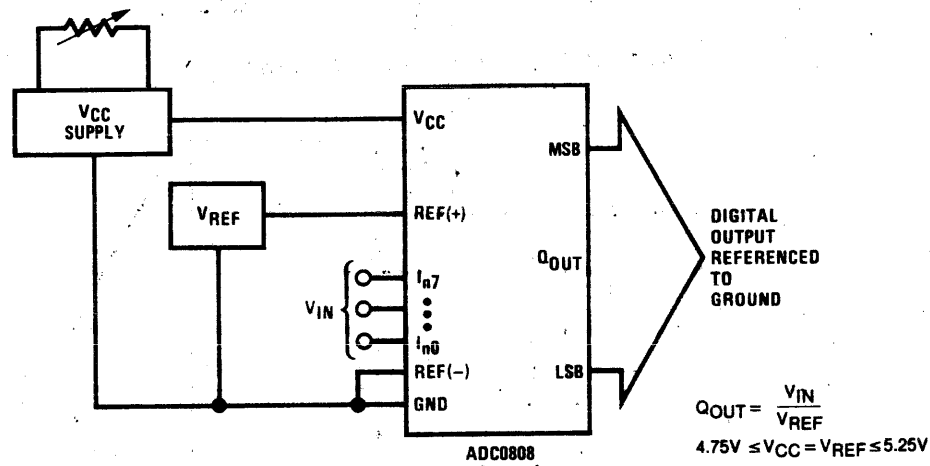 VCC
SUPPLY
VREF
VIN
VCC
REF(+)
In7
In0
REF(−)
GND
MSB
QOUT
LSB
ADC0808
DIGITAL
OUTPUT
REFERENCED
TO
GROUND
QOUT = VIN
VREF
4.75V ≤ VCC = VREF ≤ 5.25V